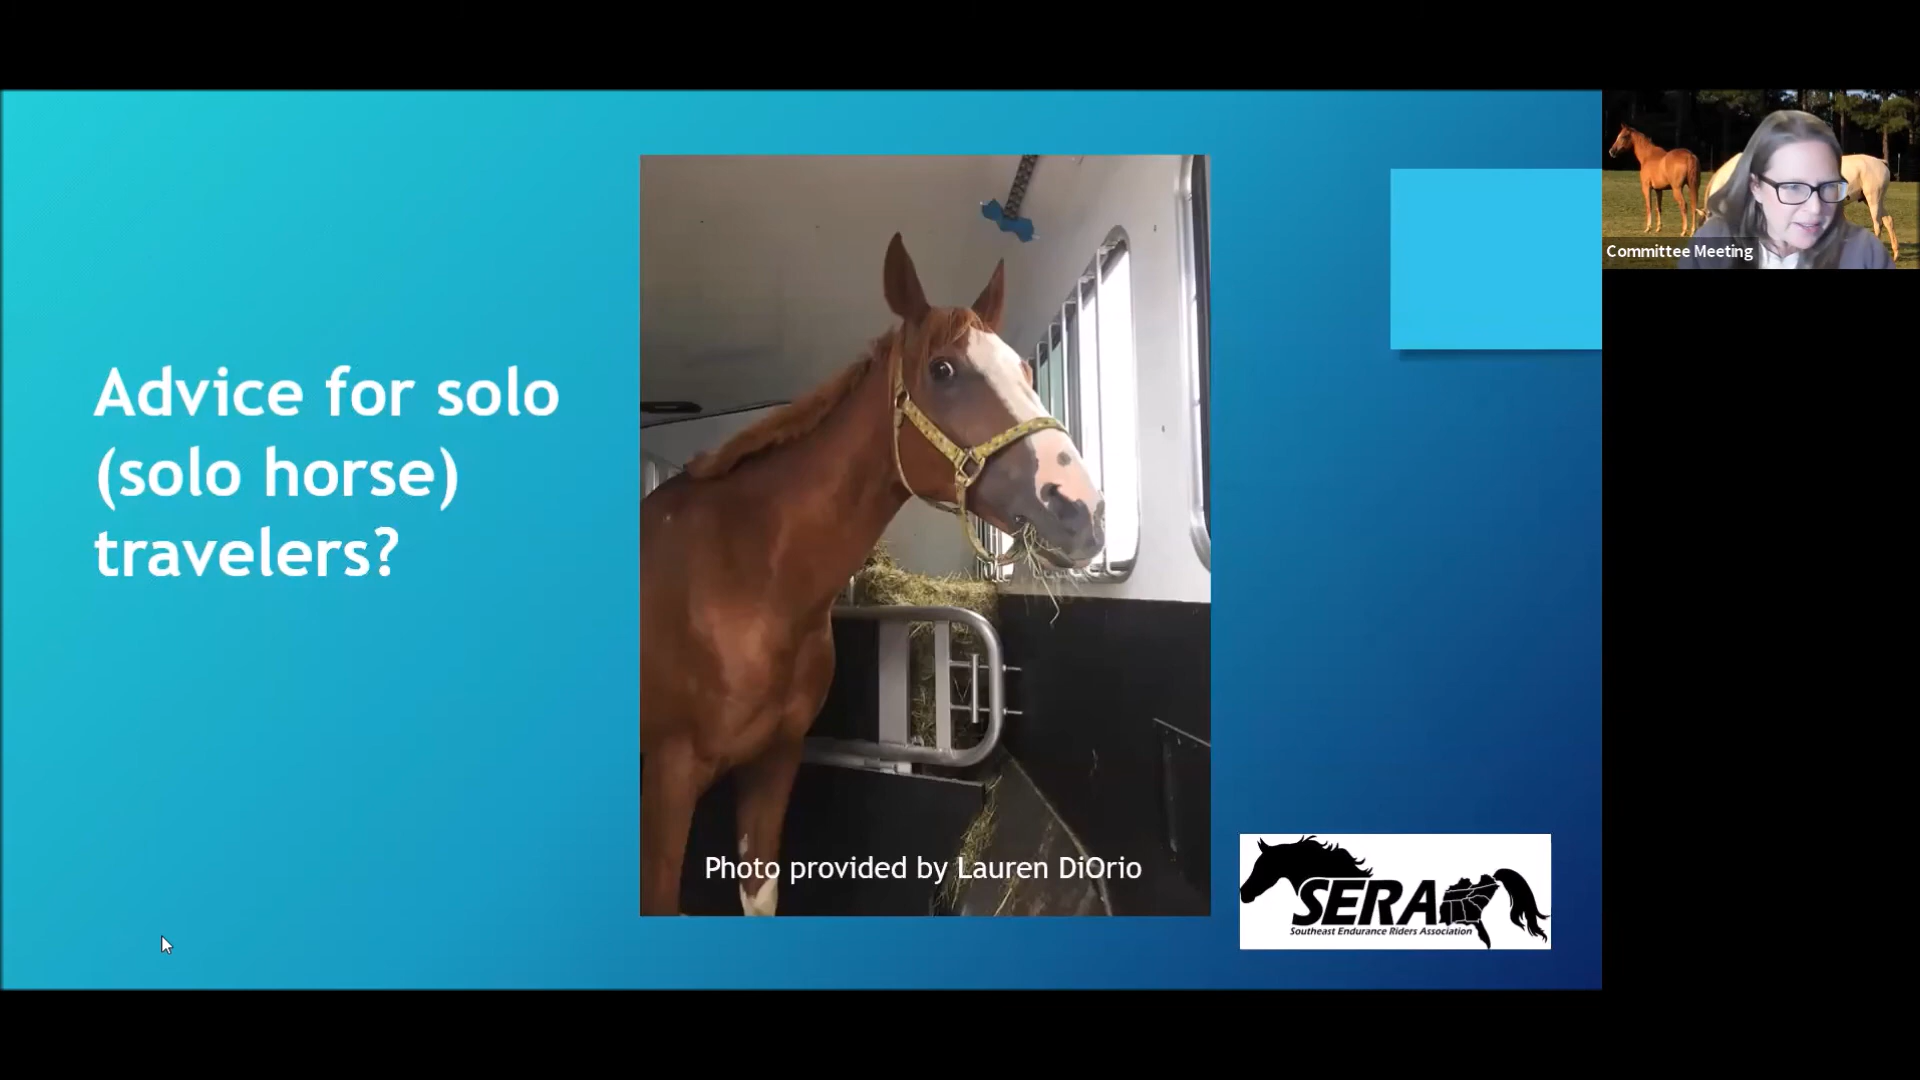 Advice for solo
(solo horse)
travelers?
Photo provided by Lauren DiOrio
SERA
Southeast Endurance Riders Association
Committee Meeting